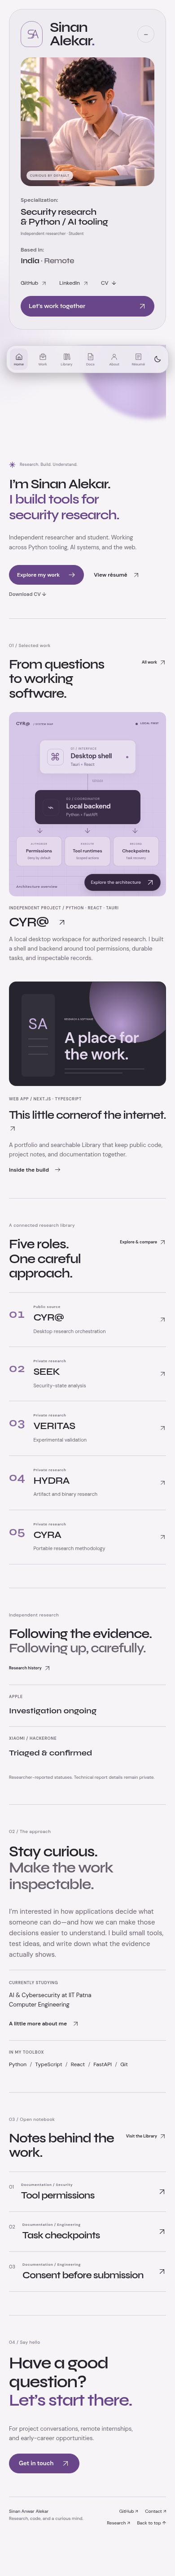 SA
Sinan
Alekar.
CURIOUS BY DEFAULT
Specialization:
Security research
& Python / AI tooling
Independent researcher · Student
Based in:
India · Remote
GitHub ↗ LinkedIn ↗ CV ↓
Let's work together ↗
Home Work Library Docs About Résumé
Research. Build. Understand.
I'm Sinan Alekar.
I build tools for
security research.
Independent researcher and student. Working
across Python tooling, AI systems, and the web.
Explore my work → View résumé ↗
Download CV ↓
01 / Selected work
From questions
to working
software.
All work ↗
CYR@
LOCAL FIRST
Desktop shell
Tauri + React
Local backend
Python + FastAPI
Permissions
Tool runtimes
Checkpoints
Architecture overview
Explore the architecture ↗
INDEPENDENT PROJECT / PYTHON · REACT · TAURI
CYR@ ↗
A local desktop workspace for authorized research. I built
a shell and backend around tool permissions, durable
tasks, and inspectable records.
SA
A place for
the work.
WEB APP / NEXT.JS · TYPESCRIPT
This little corner of the internet.
↗
A portfolio and searchable Library that keep public code,
project notes, and documentation together.
Inside the build →
A connected research library
Five roles.
One careful
approach.
Explore & compare ↗
01
Public source
CYR@ ↗
Desktop research orchestration
02
Private research
SEEK ↗
Security-state analysis
03
Private research
VERITAS ↗
Experimental validation
04
Private research
HYDRA ↗
Artifact and binary research
05
Private research
CYRA ↗
Portable research methodology
Independent research
Following the evidence.
Following up, carefully.
Research history ↗
APPLE
Investigation ongoing
XIAOMI / HACKERONE
Triaged & confirmed
Researcher-reported statuses. Technical report details remain private.
02 / The approach
Stay curious.
Make the work
inspectable.
I'm interested in how applications decide what
someone can do—and how we can make those
decisions easier to understand. I build small tools,
test ideas, and write down what the evidence
actually shows.
CURRENTLY STUDYING
AI & Cybersecurity at IIT Patna
Computer Engineering
A little more about me ↗
IN MY TOOLBOX
Python / TypeScript / React / FastAPI / Git
03 / Open notebook
Notes behind the
work.
Visit the Library ↗
01
Documentation / Security
Tool permissions ↗
02
Documentation / Engineering
Task checkpoints ↗
03
Documentation / Engineering
Consent before submission ↗
04 / Say hello
Have a good
question?
Let's start there.
For project conversations, remote internships,
and early-career opportunities.
Get in touch ↗
Sinan Anwar Alekar
Research, code, and a curious mind.
GitHub ↗ Contact ↗
Research ↗ Back to top ↑